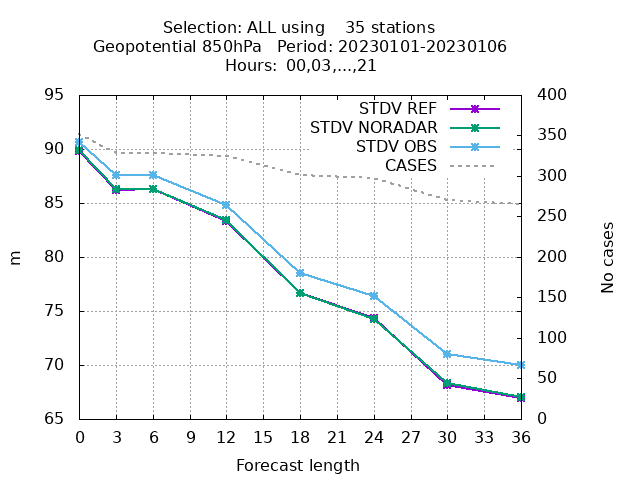 Selection: ALL using    35 stations
Geopotential 850hPa   Period: 20230101-20230106
Hours: 00,03,...,21
95
90
85
80
75
70
65
m
400
350
300
250
200
150
100
50
0
No cases
STDV REF
STDV NORADAR
STDV OBS
CASES
0 3 6 9 12 15 18 21 24 27 30 33 36
Forecast length